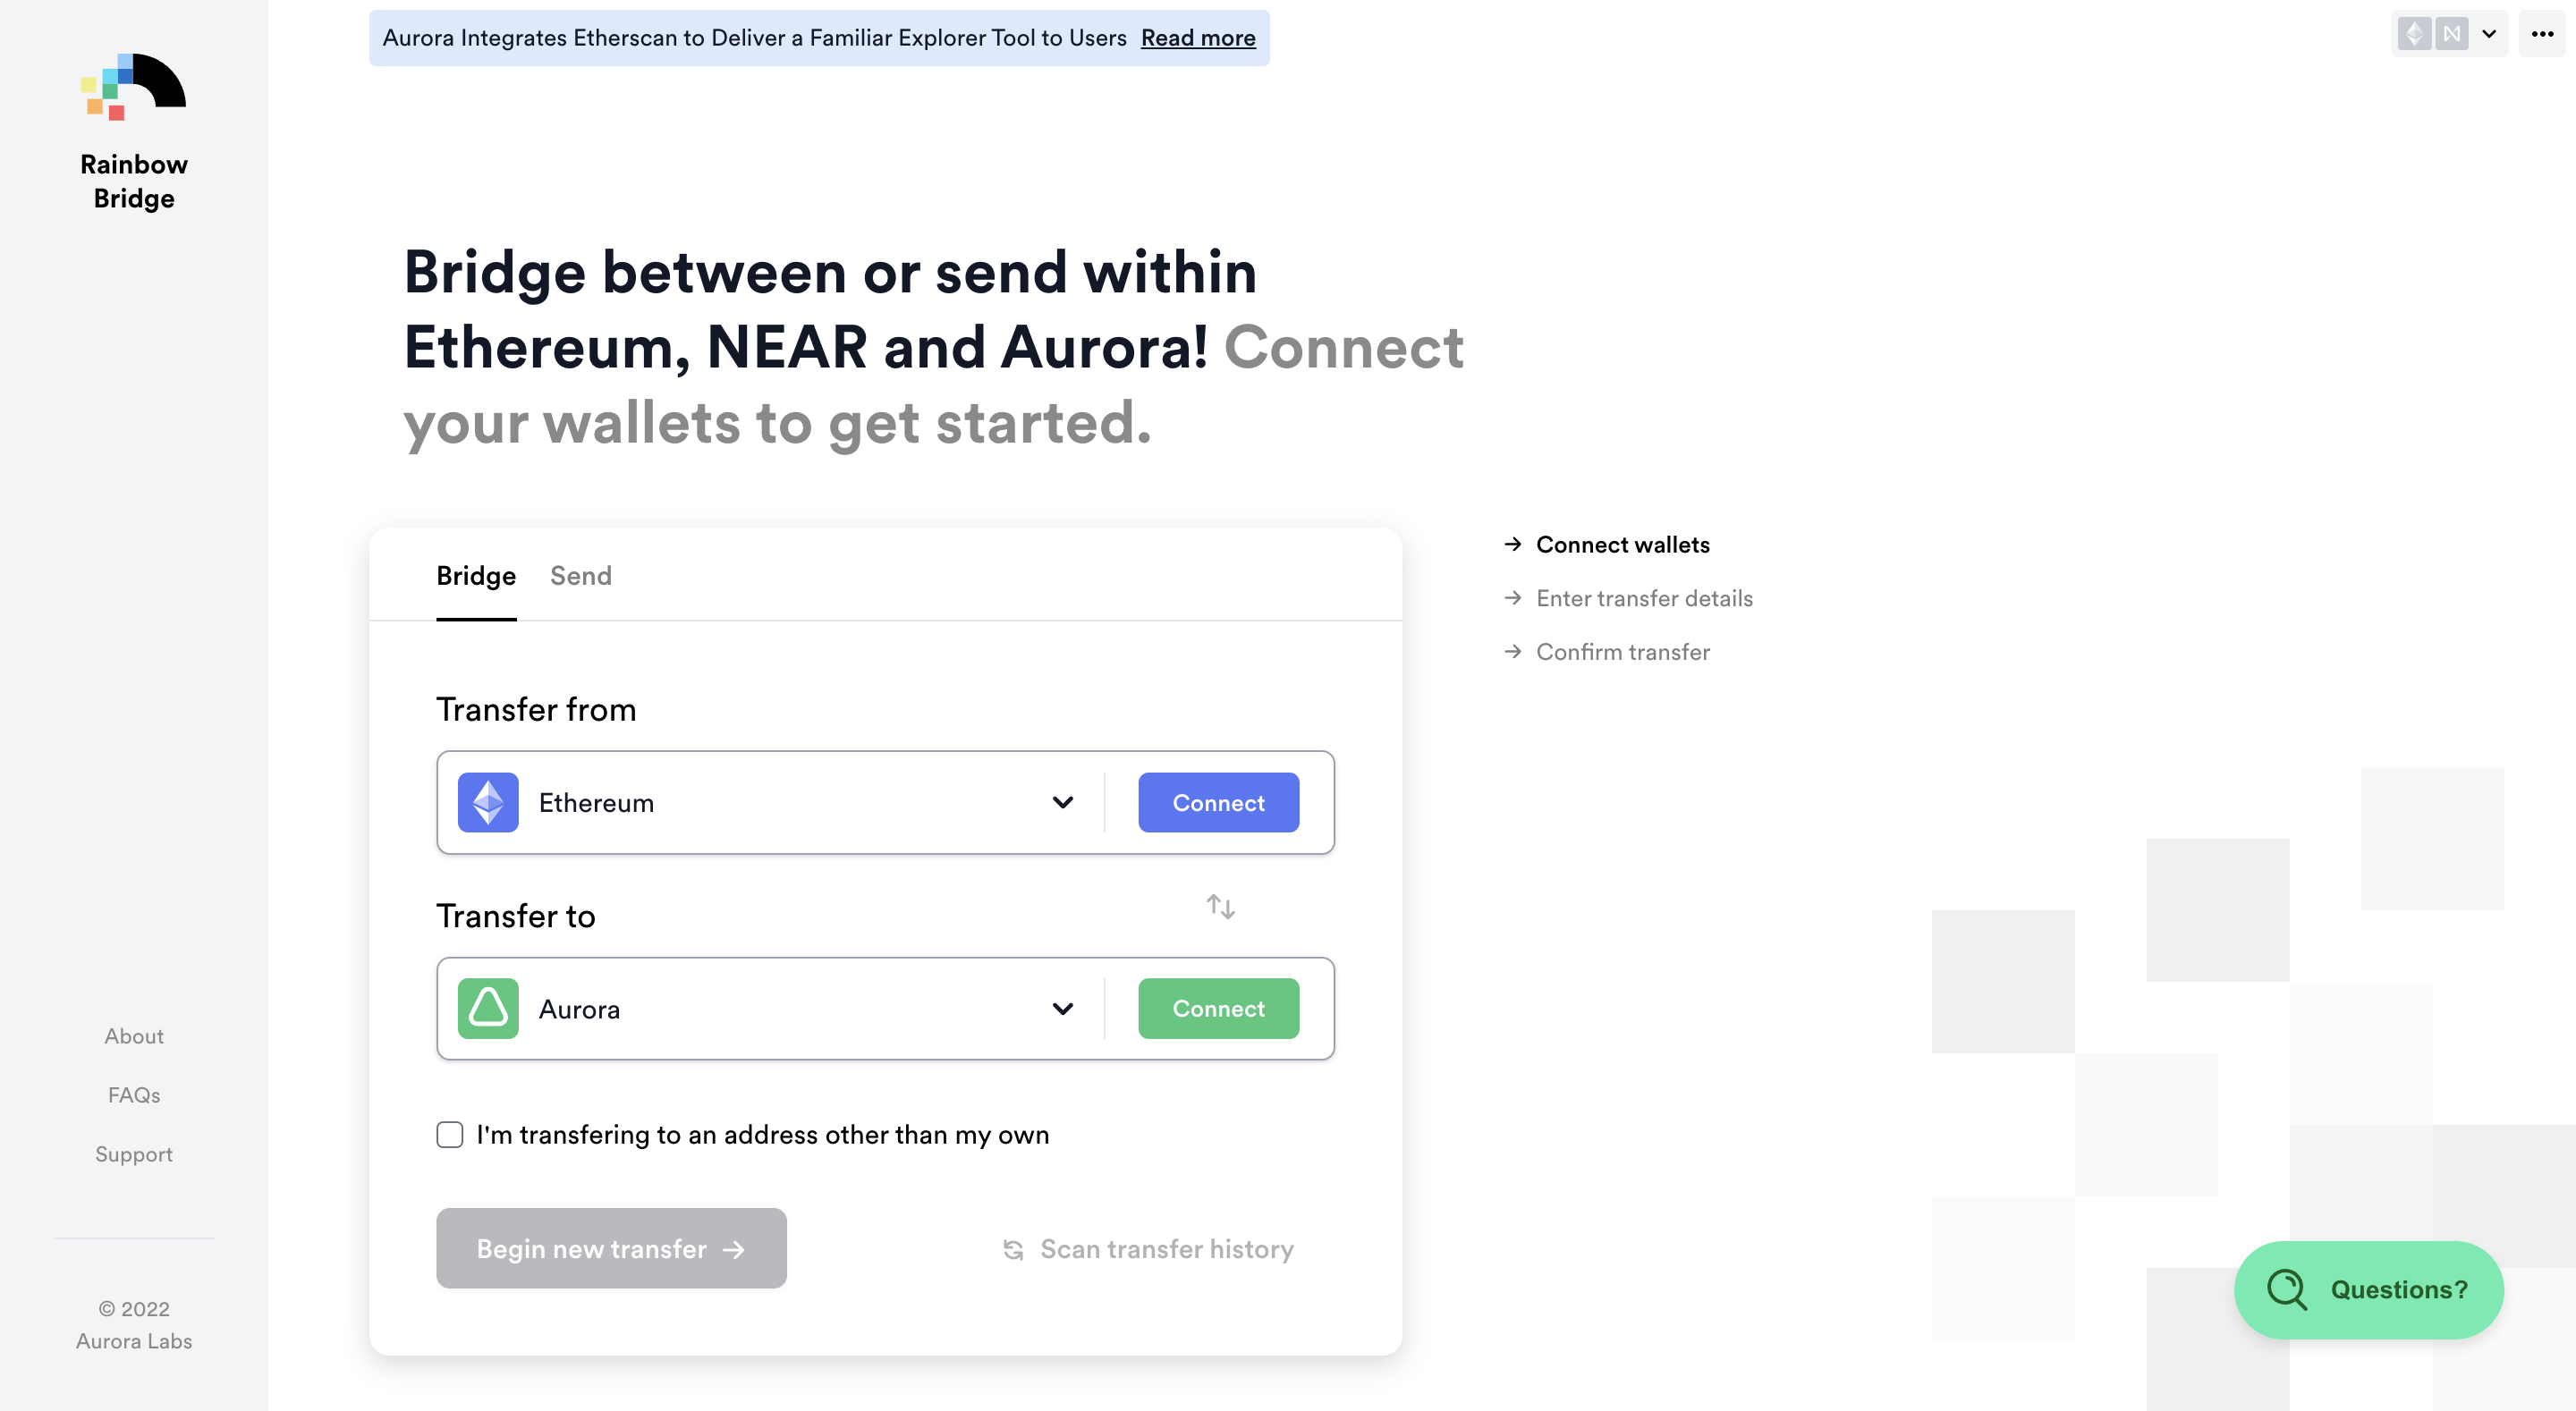 Rainbow
Bridge
Aurora Integrates Etherscan to Deliver a Familiar Explorer Tool to Users Read more
Bridge between or send within
Ethereum, NEAR and Aurora! Connect
your wallets to get started.
Bridge Send
Transfer from
Ethereum Connect
Transfer to
Aurora Connect
I'm transfering to an address other than my own
Begin new transfer
Scan transfer history
Connect wallets
Enter transfer details
Confirm transfer
About
FAQs
Support
© 2022
Aurora Labs
Questions?